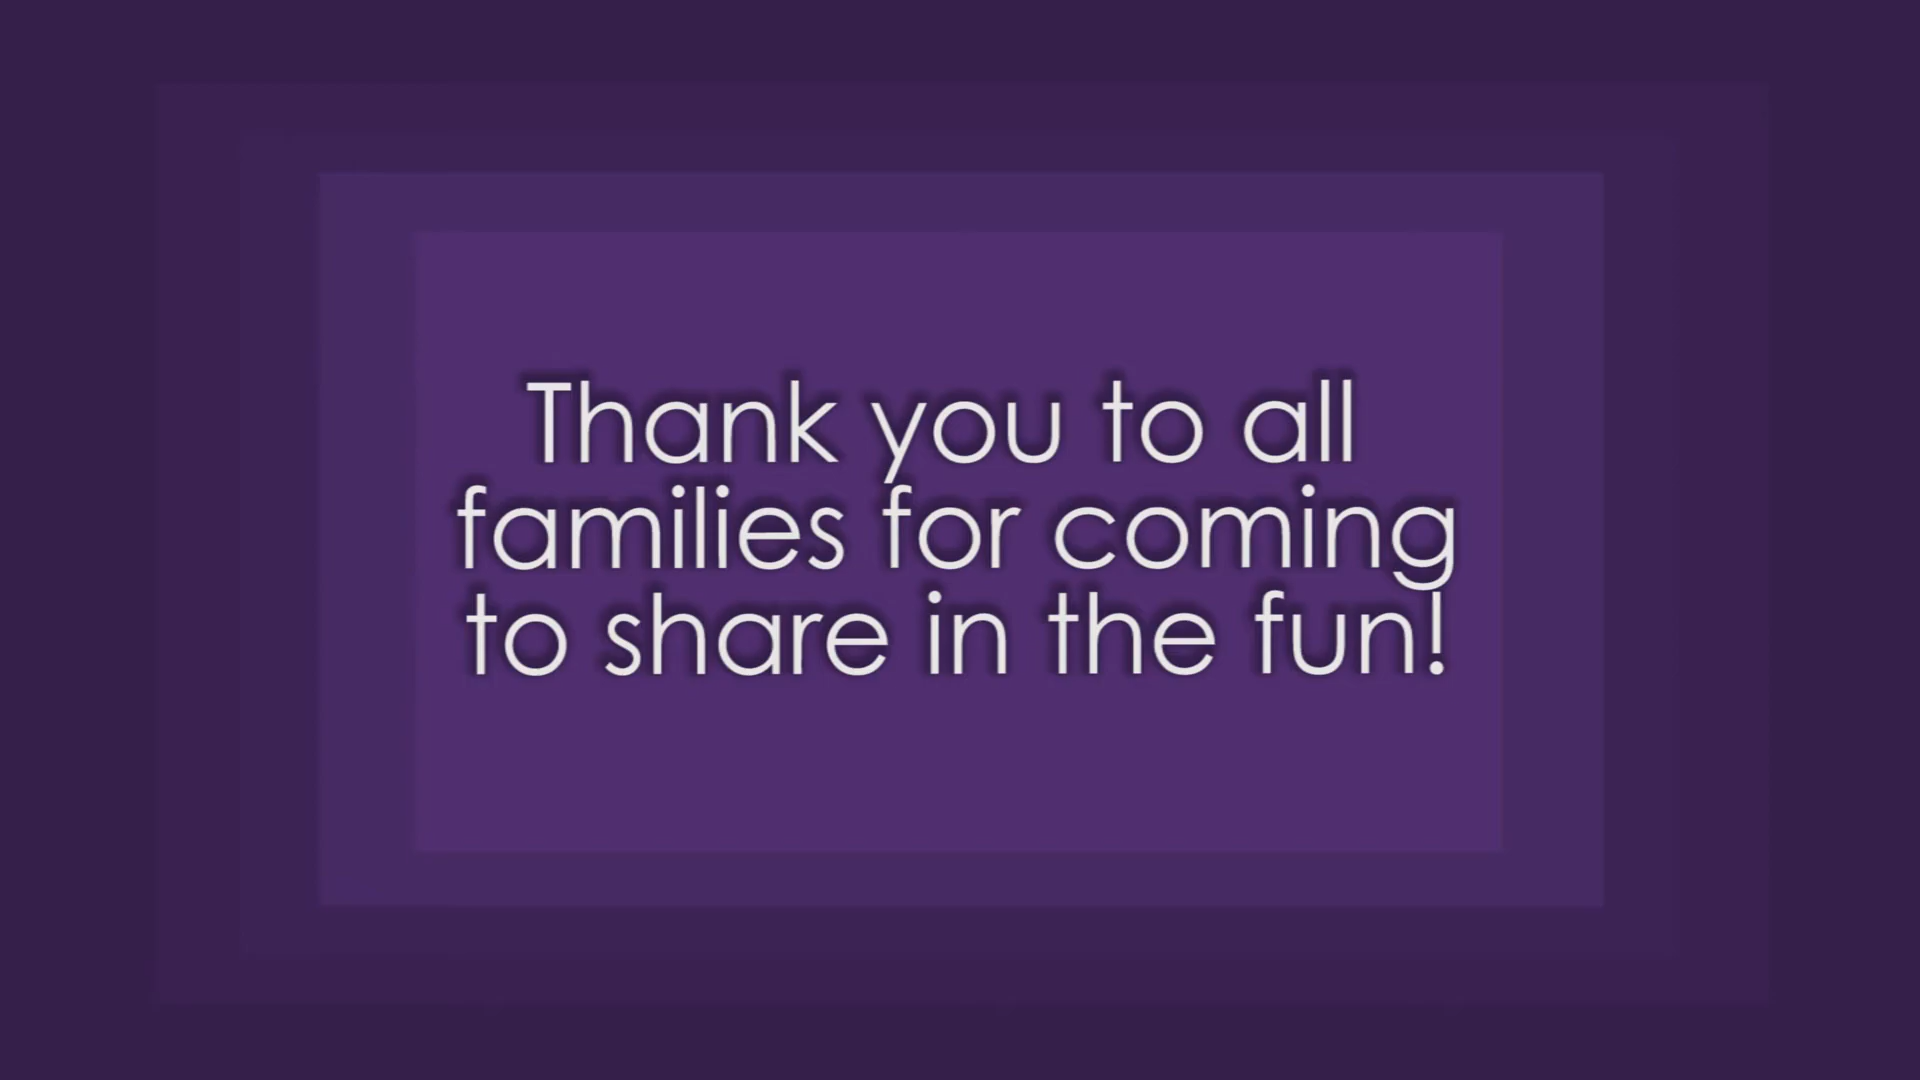 Thank you to all
families for coming
to share in the fun!